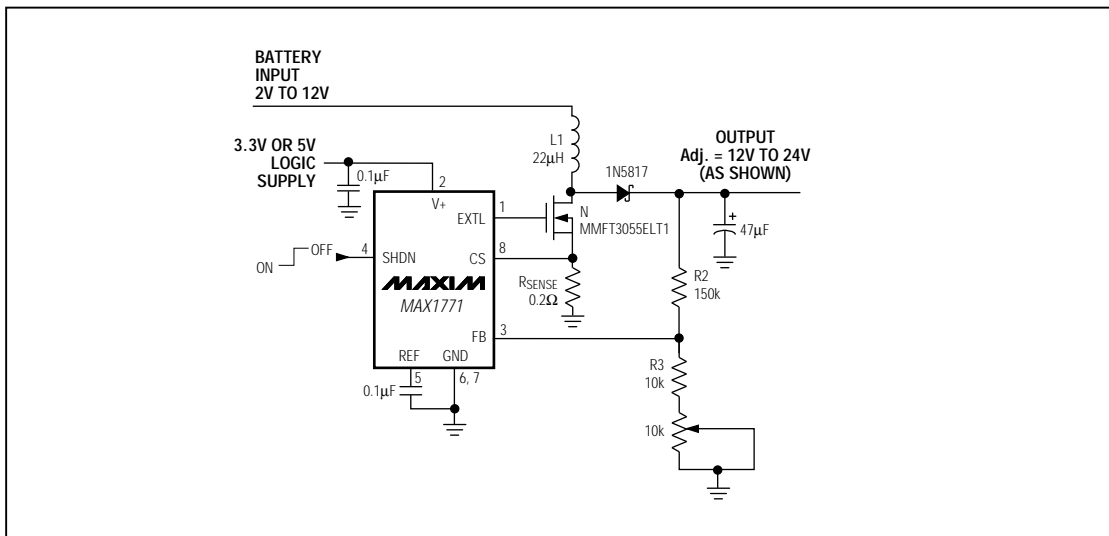 BATTERY
INPUT
2V TO 12V
L1
22µH
OUTPUT
Adj. = 12V TO 24V
(AS SHOWN)
3.3V OR 5V
LOGIC
SUPPLY
0.1µF
2
V+
1N5817
1
EXTL
N
MMFT3055ELT1
+
47µF
ON
OFF
4
SHDN
8
CS
MAXIM
MAX1771
RSENSE
0.2Ω
R2
150k
3
FB
REF
GND
5
6, 7
0.1µF
R3
10k
10k